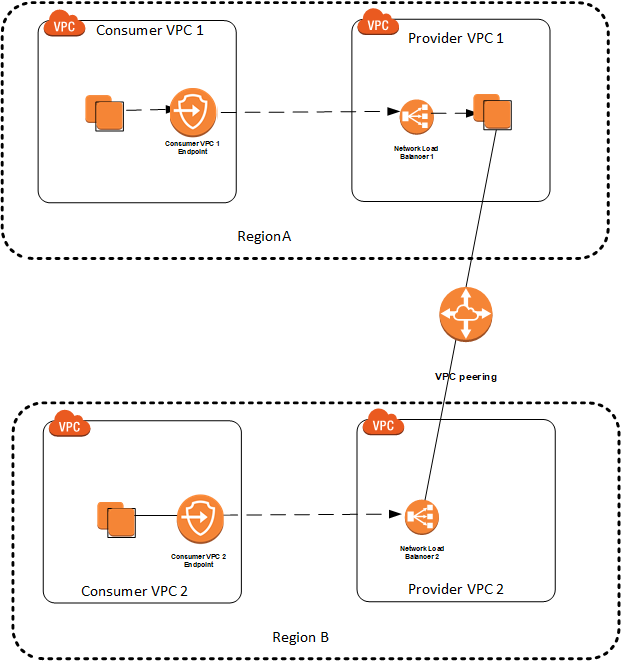 VPC
Consumer VPC 1
VPC
Provider VPC 1
Consumer VPC 1
Endpoint
Network Load
Balancer 1
RegionA
VPC peering
VPC
VPC
Consumer VPC 2
Endpoint
Network Load
Balancer 2
Consumer VPC 2
Provider VPC 2
Region B